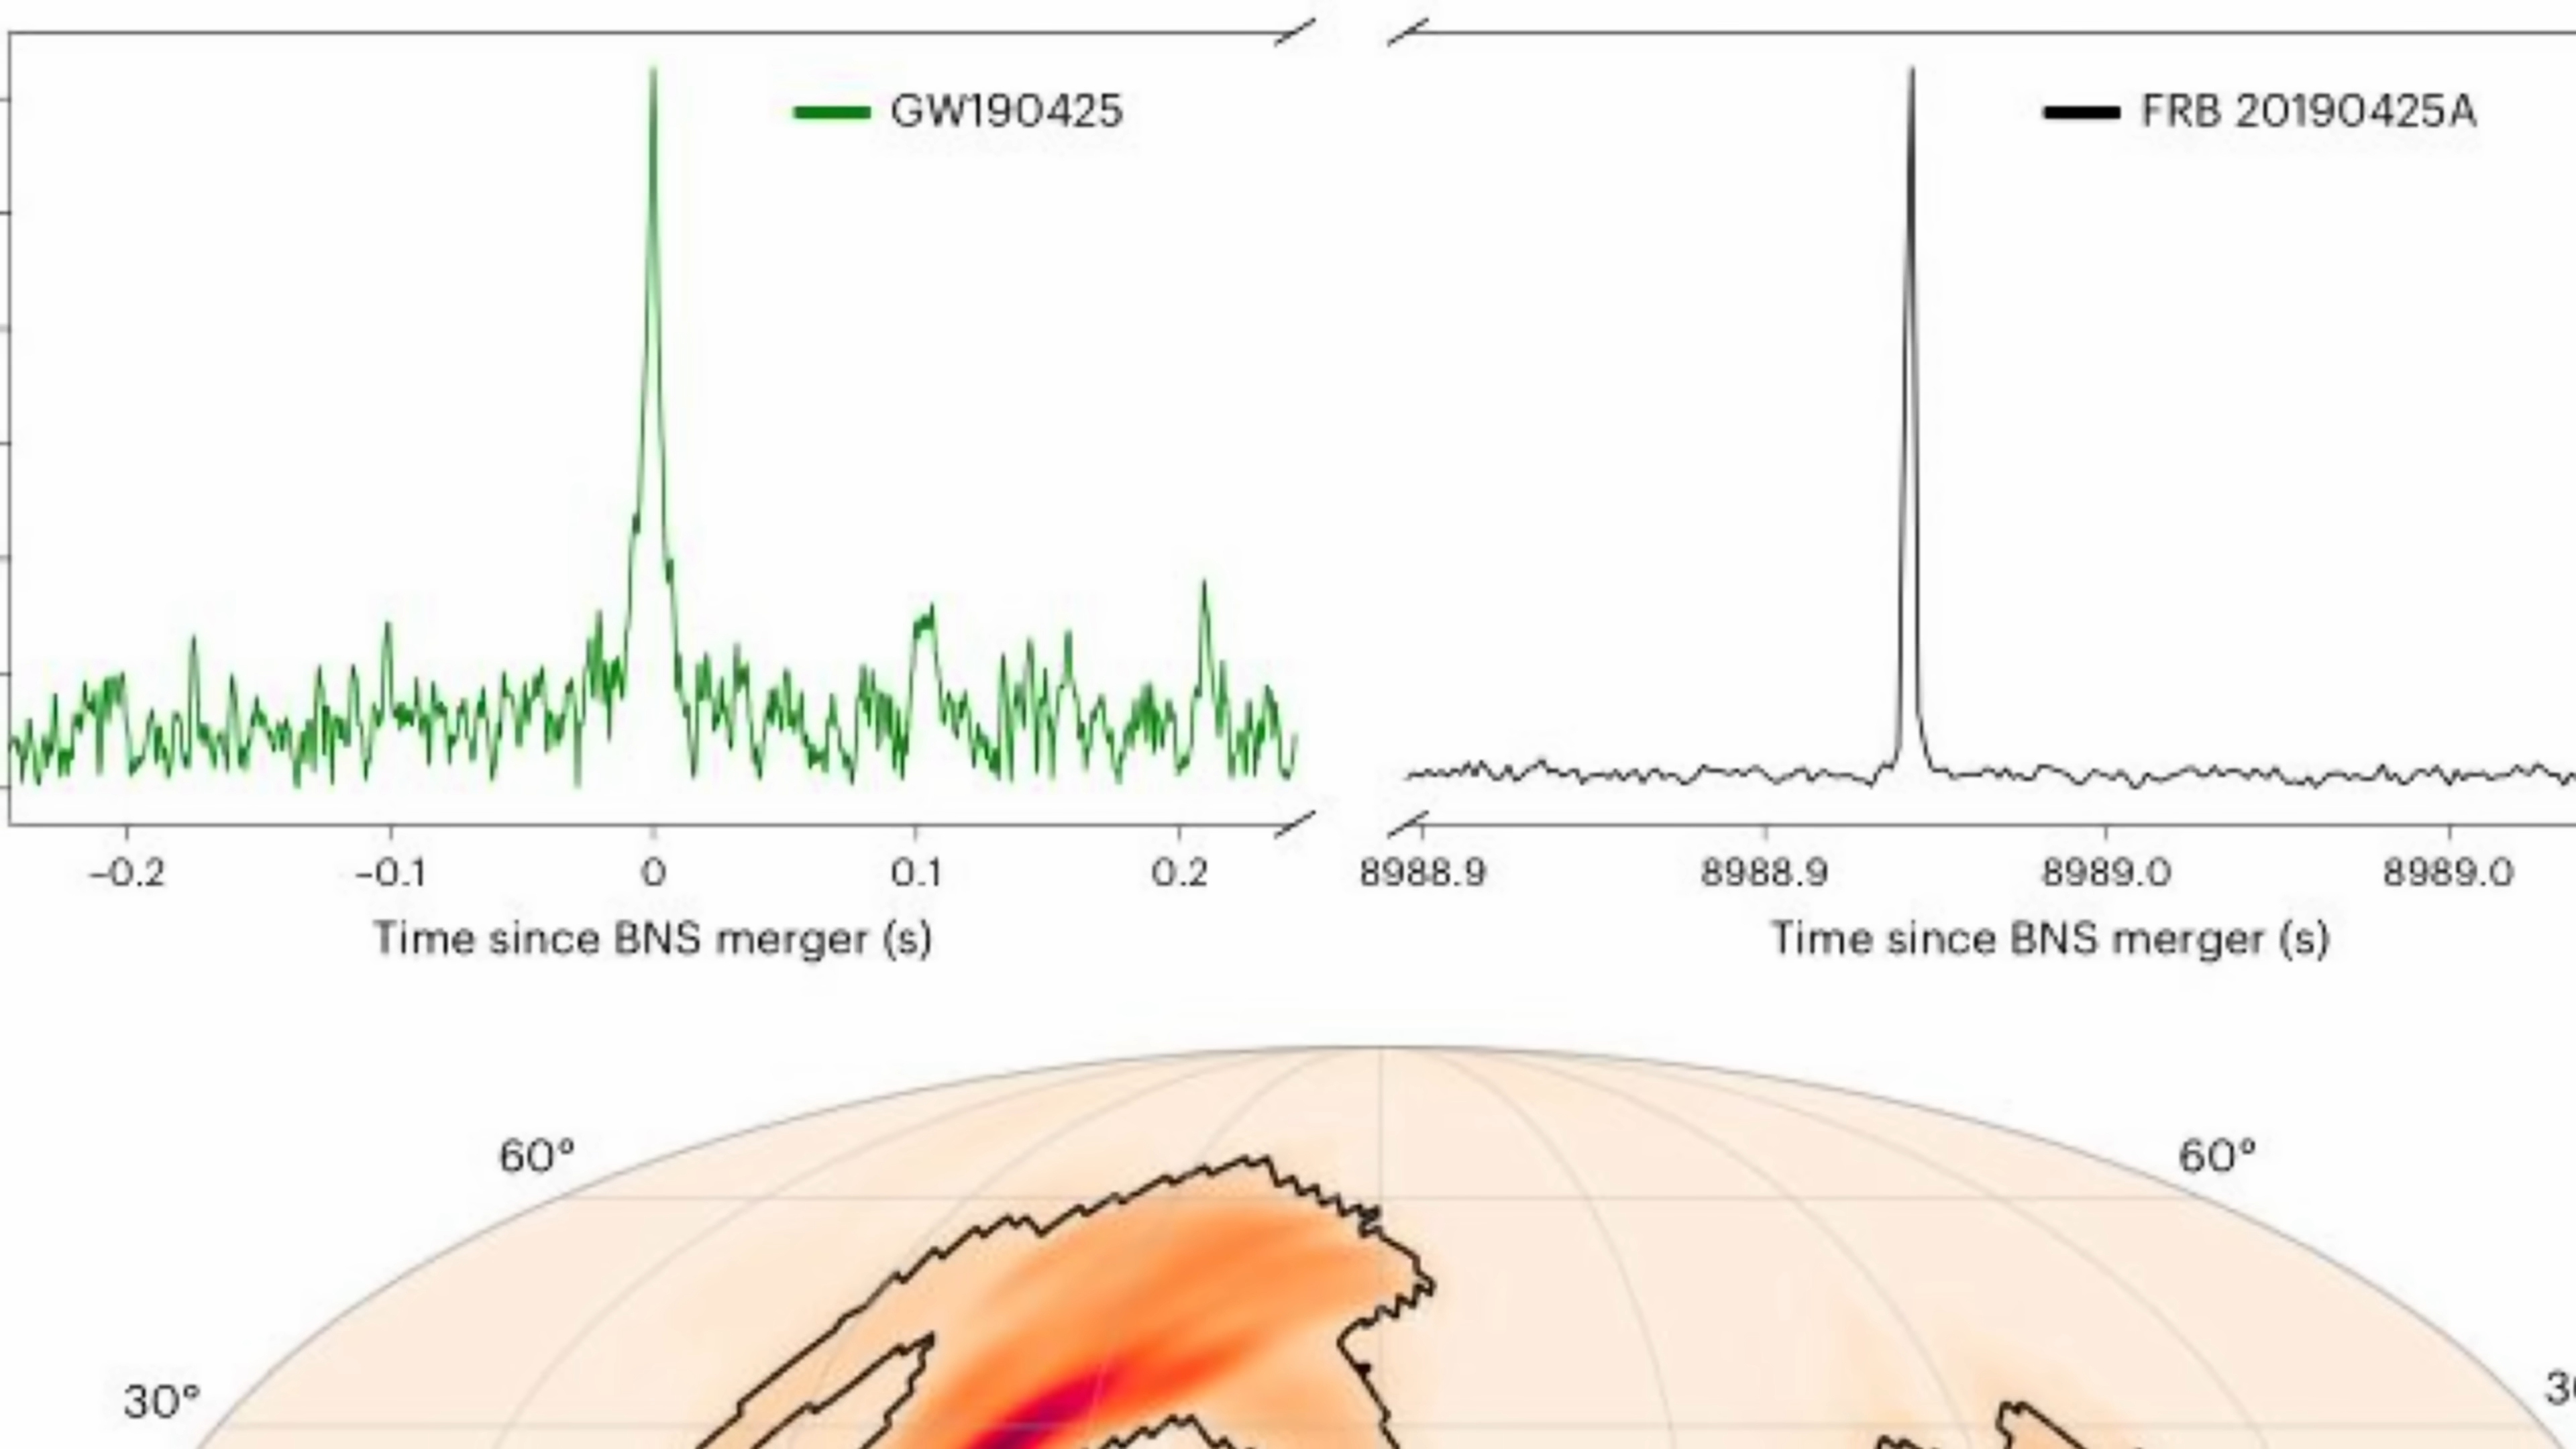 GW190425
FRB 20190425A
-0.2 -0.1 0 0.1 0.2 8988.9 8988.9 8989.0 8989.0
Time since BNS merger (s) Time since BNS merger (s)
60° 60°
30°